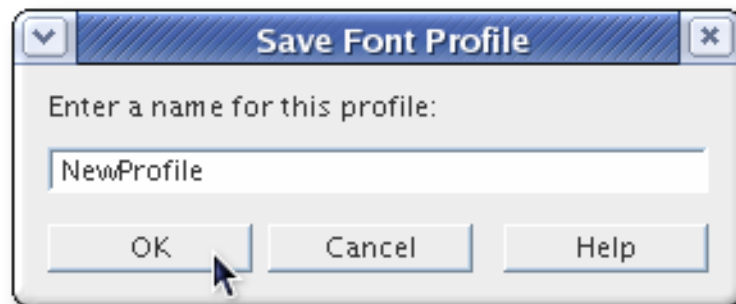 Save Font Profile
Enter a name for this profile:
NewProfile
OK Cancel Help